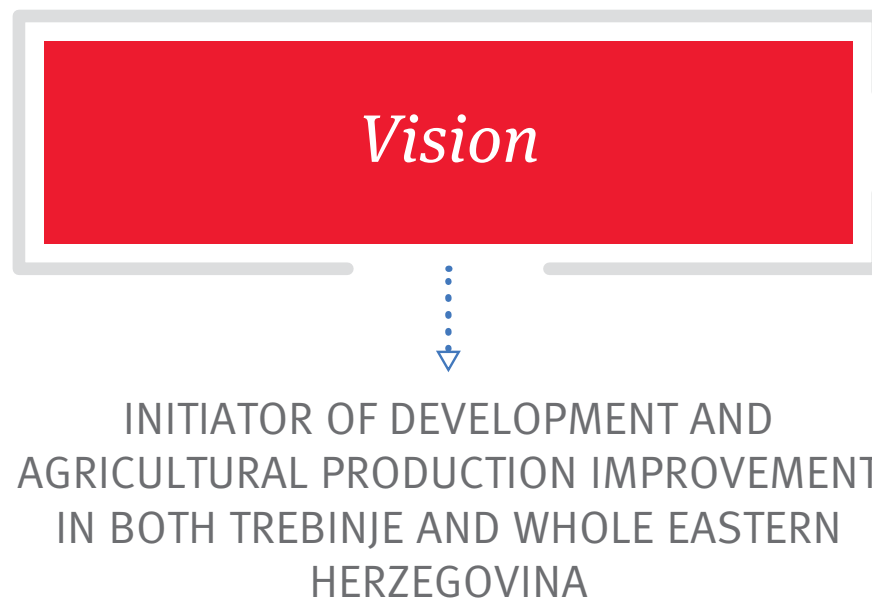 Vision
INITIATOR OF DEVELOPMENT AND
AGRICULTURAL PRODUCTION IMPROVEMENT
IN BOTH TREBINJE AND WHOLE EASTERN
HERZEGOVINA